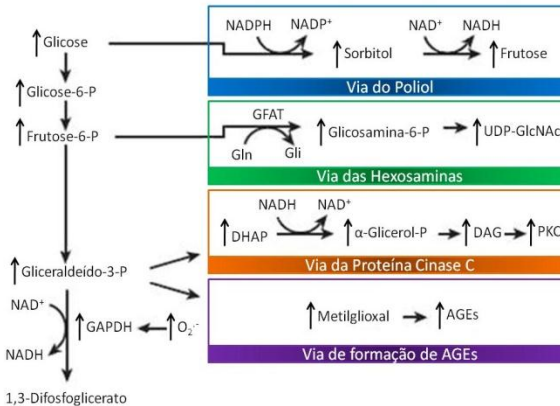 ↑Glicose
↑Glicose-6-P
↑Frutose-6-P
↑Gliceraldeído-3-P
NAD⁺
NADH
↑GAPDH ← ↑O₂·⁻
1,3-Difosfoglicerato
NADPH NADP⁺ NAD⁺ NADH
↑Sorbitol ↑Frutose
Via do Poliol
GFAT
Gln Gli
↑Glicosamina-6-P → ↑UDP-GlcNAc
Via das Hexosaminas
NADH NAD⁺
↑DHAP → ↑α-Glicerol-P → ↑DAG → ↑PKC
Via da Proteína Cinase C
↑Metilglioxal → ↑AGEs
Via de formação de AGEs